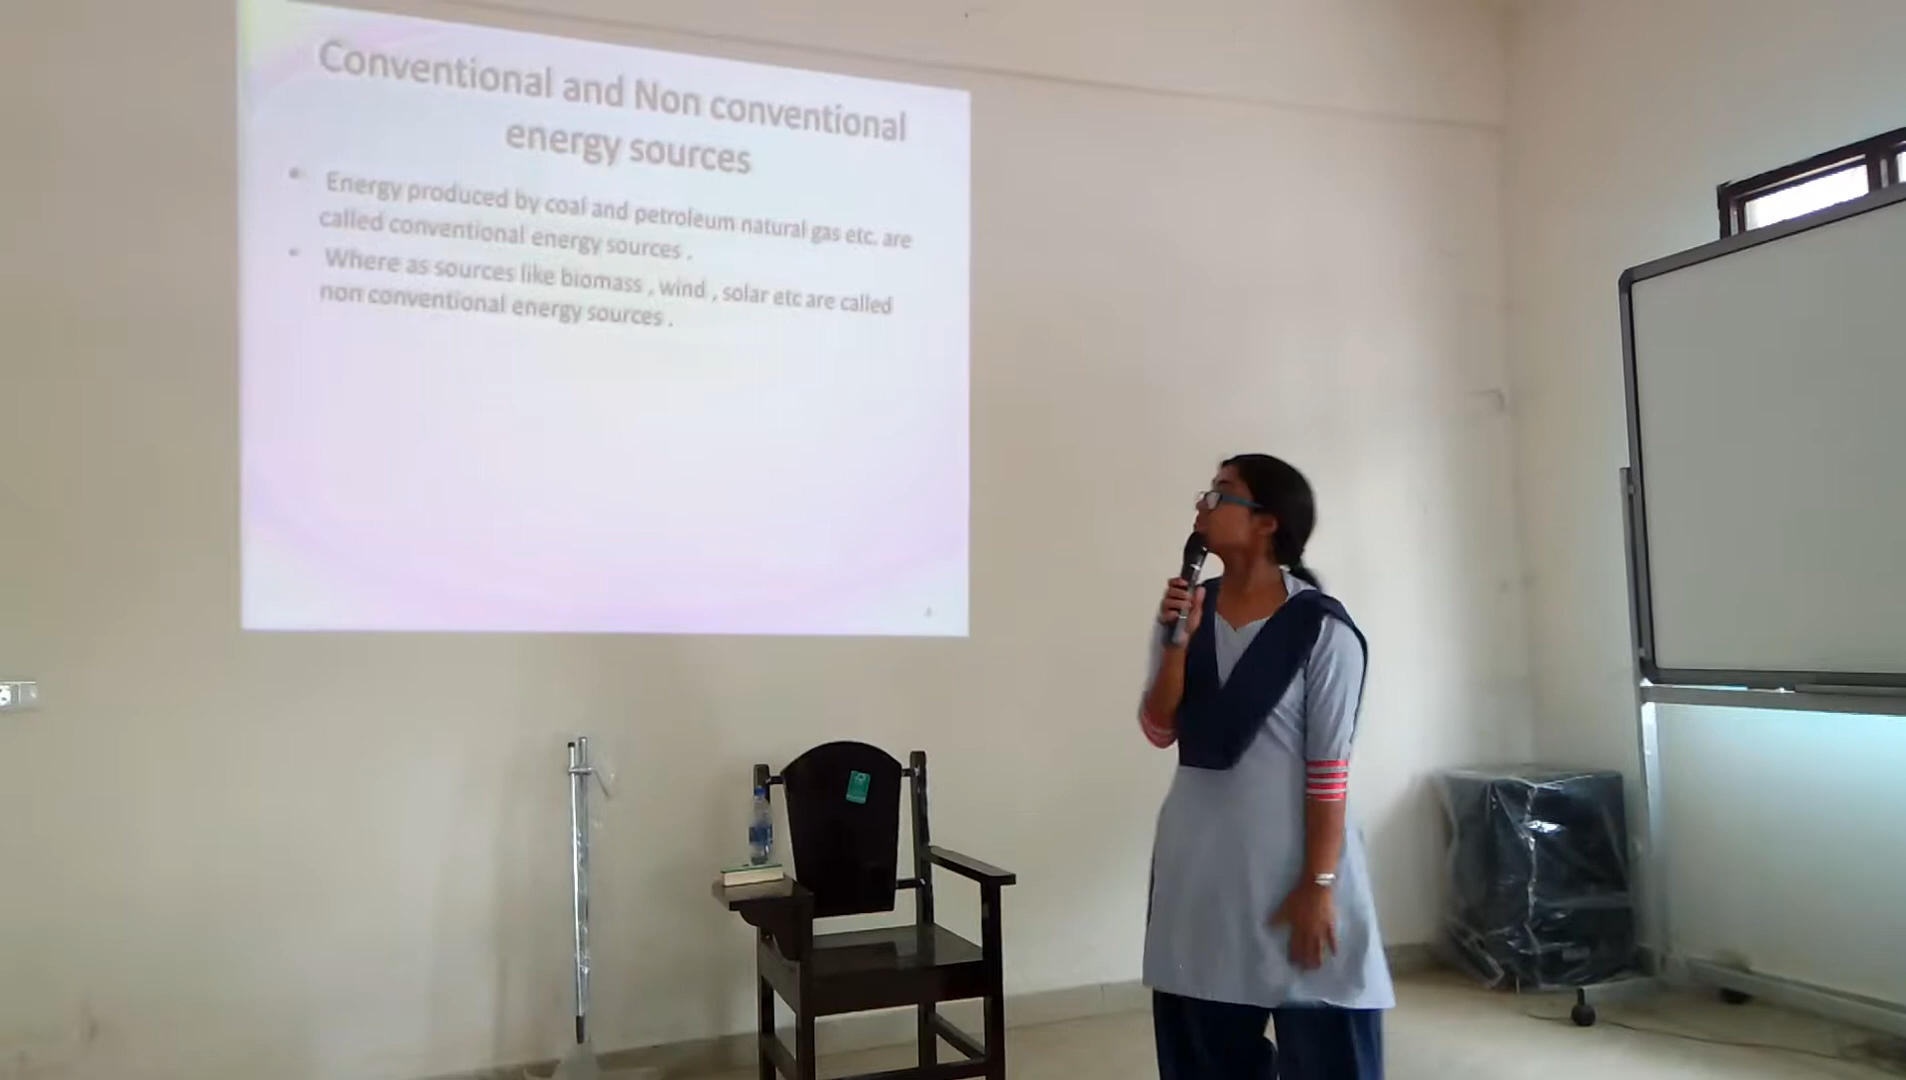 Conventional and Non conventional
energy sources
• Energy produced by coal and petroleum natural gas etc. are
called conventional energy sources .
• Where as sources like biomass , wind , solar etc are called
non conventional energy sources .